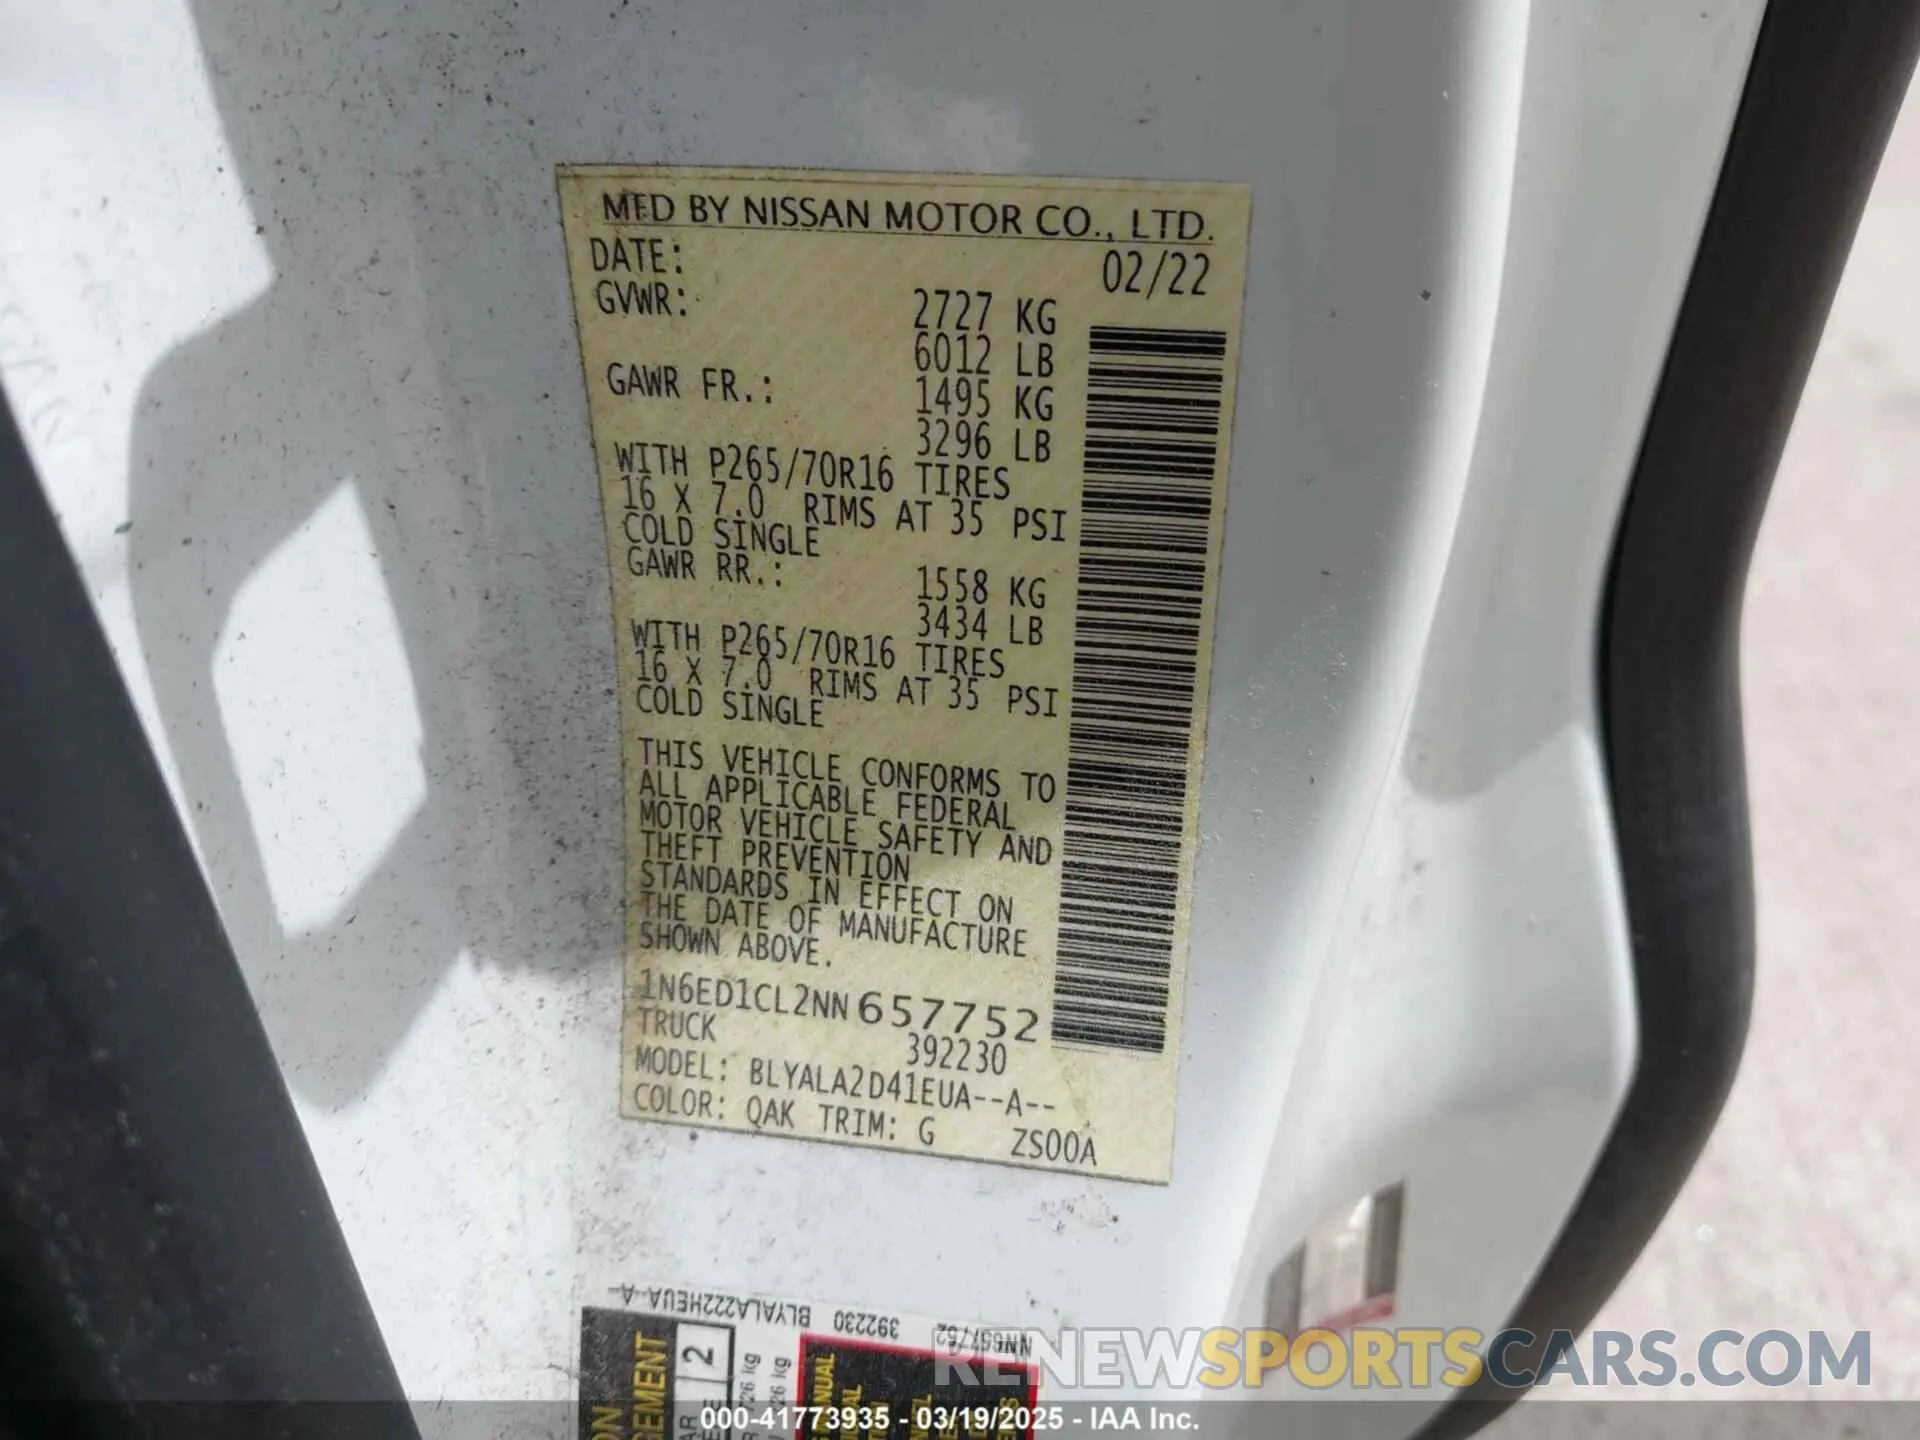 MFD BY NISSAN MOTOR CO., LTD.
DATE: 02/22
GVWR: 2727 KG
6012 LB
GAWR FR.: 1495 KG
3296 LB
WITH P265/70R16 TIRES
16 X 7.0 RIMS AT 35 PSI
COLD SINGLE
GAWR RR.: 1558 KG
3434 LB
WITH P265/70R16 TIRES
16 X 7.0 RIMS AT 35 PSI
COLD SINGLE
THIS VEHICLE CONFORMS TO
ALL APPLICABLE FEDERAL
MOTOR VEHICLE SAFETY AND
THEFT PREVENTION
STANDARDS IN EFFECT ON
THE DATE OF MANUFACTURE
SHOWN ABOVE.
1N6ED1CL2NN657752
TRUCK 392230
MODEL: BLYALA2D41EUA--A--
COLOR: QAK TRIM: G ZS00A
NN657752 392230 BLYALA222HEUA-A-
2
RENEWSPORTSCARS.COM
000-41773935 - 03/19/2025 - IAA Inc.